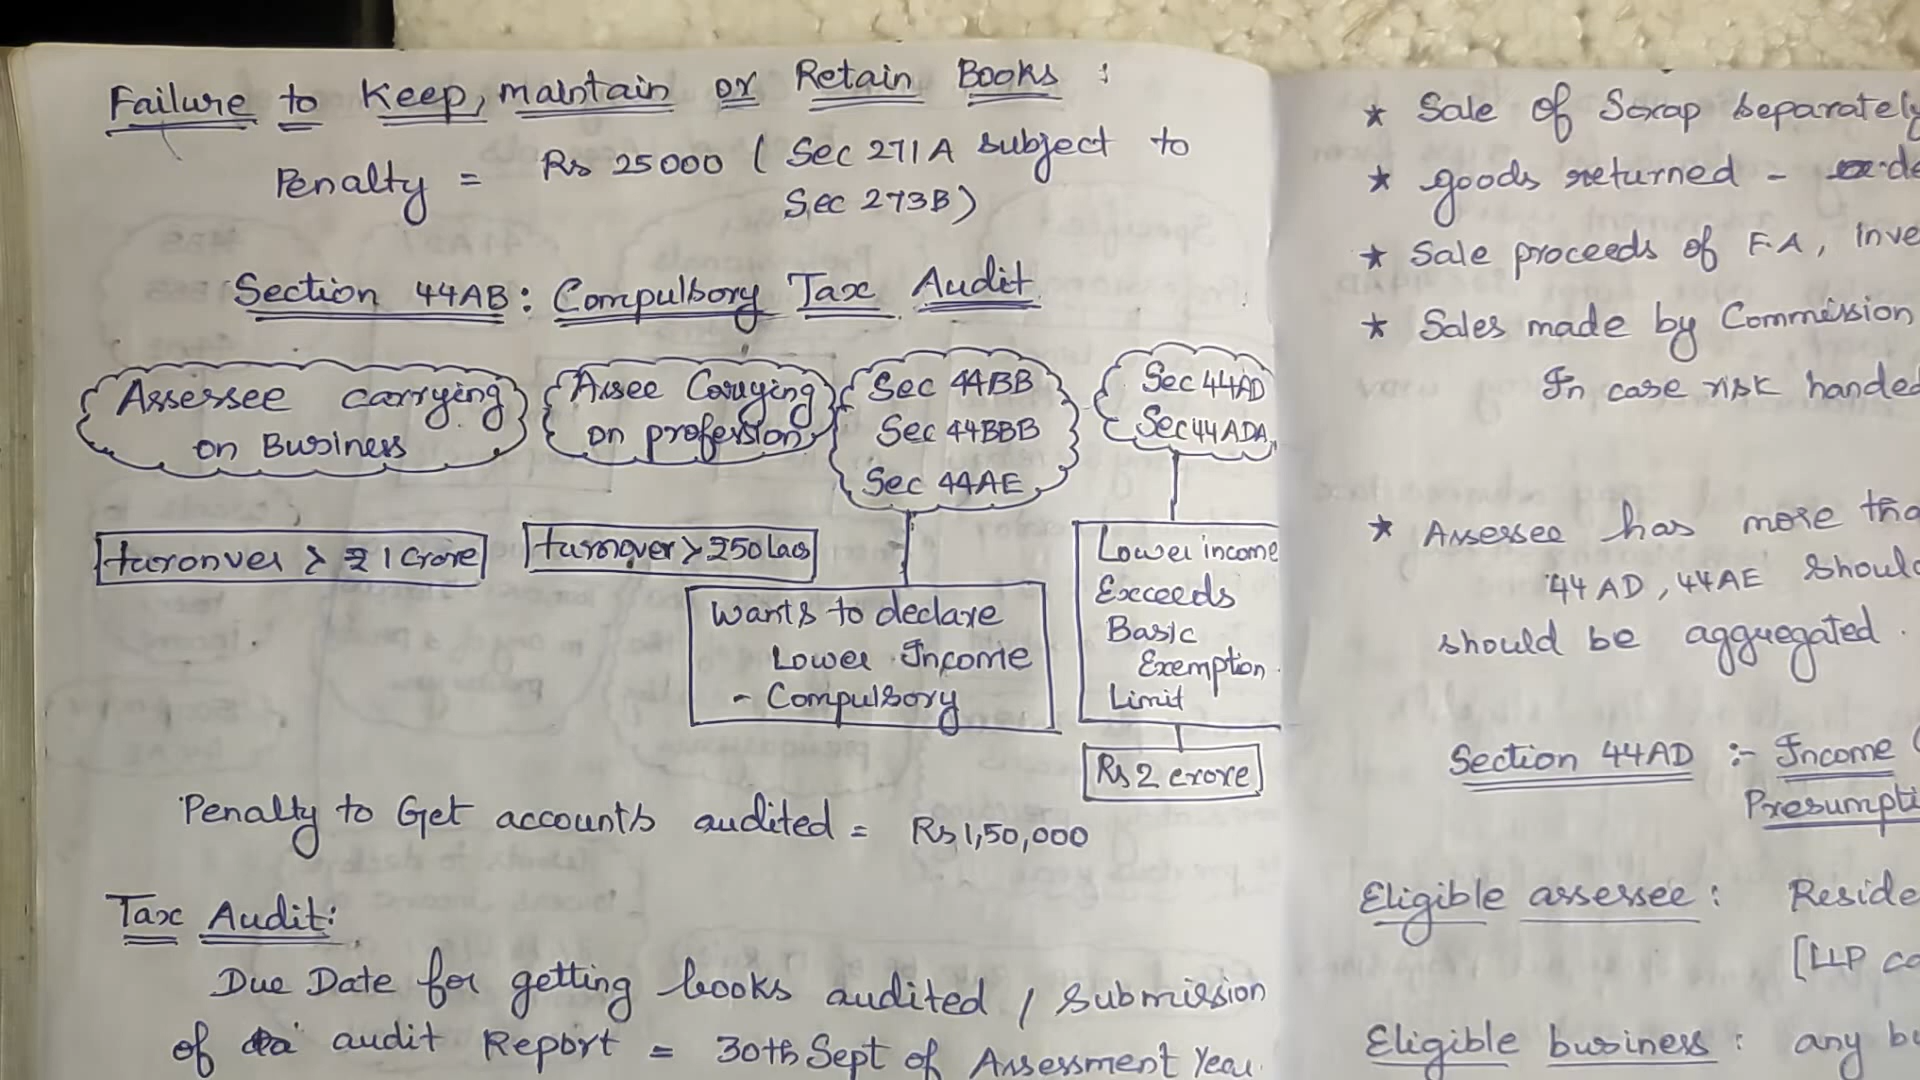 Failure to Keep, maintain or Retain Books :
Penalty = Rs 25000 ( Sec 271A subject to
Sec 273B)
Section 44AB: Compulsory Tax Audit
Assessee carrying
on Business
Assee Carrying
on profession
Sec 44BB
Sec 44BBB
Sec 44AE
Sec 44AD
Sec 44ADA
turonver > ₹ 1 Crore
turnover > ₹50 Lacs
Wants to declare
Lower Income
- Compulsory
Lower income
Exceeds
Basic
Exemption
Limit
Rs 2 crore
Penalty to Get accounts audited = Rs 1,50,000
Tax Audit:
Due Date for getting books audited / Submission
of audit Report = 30th Sept of Assessment Year.
* Sale of Scrap separately
* goods returned - de
* Sale proceeds of F.A, inve
* Sales made by Commission
In case risk handed
* Assessee has more tha
44 AD, 44AE should
should be aggregated.
Section 44AD :- Income (
Presumpti
Eligible assessee : Reside
[LLP ca
Eligible business : any bu